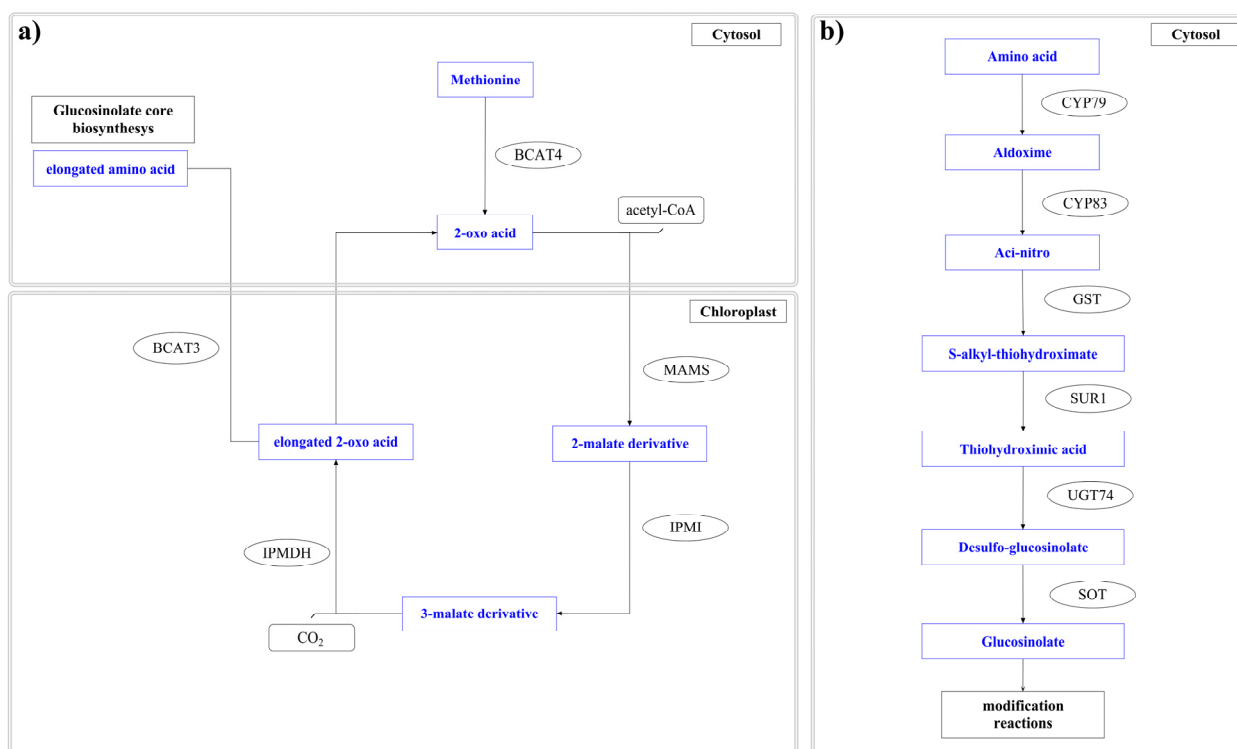 a)
Cytosol
Methionine
Glucosinolate core
biosynthesys
elongated amino acid
BCAT4
acetyl-CoA
2-oxo acid
Chloroplast
BCAT3
MAMS
elongated 2-oxo acid
2-malate derivative
IPMI
IPMDH
3-malate derivative
CO₂
b)
Cytosol
Amino acid
CYP79
Aldoxime
CYP83
Aci-nitro
GST
S-alkyl-thiohydroximate
SUR1
Thiohydroximic acid
UGT74
Desulfo-glucosinolate
SOT
Glucosinolate
modification
reactions